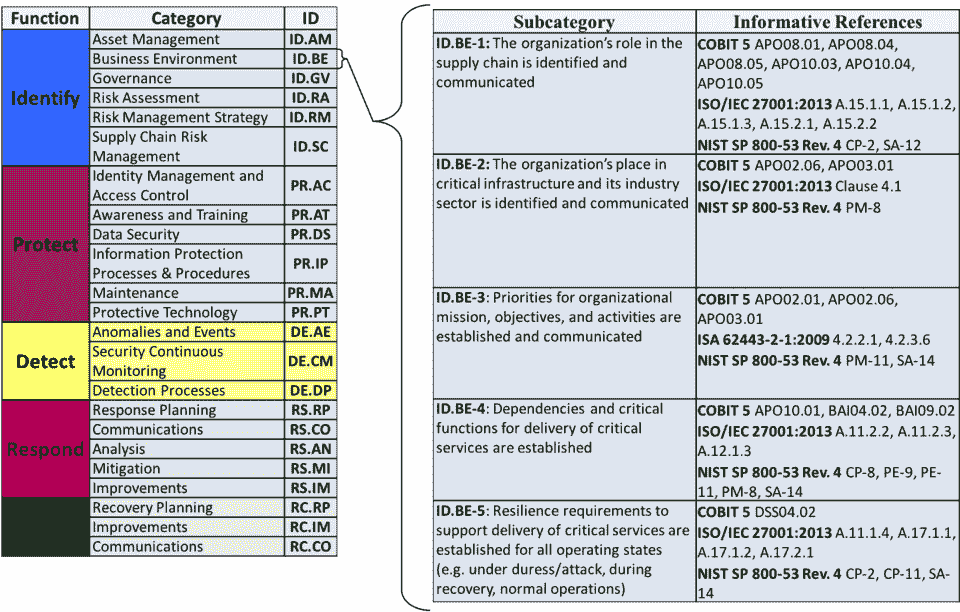 Function Category ID
Identify
Asset Management ID.AM
Business Environment ID.BE
Governance ID.GV
Risk Assessment ID.RA
Risk Management Strategy ID.RM
Supply Chain Risk
Management ID.SC
Protect
Identity Management and
Access Control PR.AC
Awareness and Training PR.AT
Data Security PR.DS
Information Protection
Processes & Procedures PR.IP
Maintenance PR.MA
Protective Technology PR.PT
Detect
Anomalies and Events DE.AE
Security Continuous
Monitoring DE.CM
Detection Processes DE.DP
Respond
Response Planning RS.RP
Communications RS.CO
Analysis RS.AN
Mitigation RS.MI
Improvements RS.IM
Recovery Planning RC.RP
Improvements RC.IM
Communications RC.CO
Subcategory Informative References
ID.BE-1: The organization's role in the
supply chain is identified and
communicated
COBIT 5 APO08.01, APO08.04,
APO08.05, APO10.03, APO10.04,
APO10.05
ISO/IEC 27001:2013 A.15.1.1, A.15.1.2,
A.15.1.3, A.15.2.1, A.15.2.2
NIST SP 800-53 Rev. 4 CP-2, SA-12
ID.BE-2: The organization's place in
critical infrastructure and its industry
sector is identified and communicated
COBIT 5 APO02.06, APO03.01
ISO/IEC 27001:2013 Clause 4.1
NIST SP 800-53 Rev. 4 PM-8
ID.BE-3: Priorities for organizational
mission, objectives, and activities are
established and communicated
COBIT 5 APO02.01, APO02.06,
APO03.01
ISA 62443-2-1:2009 4.2.2.1, 4.2.3.6
NIST SP 800-53 Rev. 4 PM-11, SA-14
ID.BE-4: Dependencies and critical
functions for delivery of critical
services are established
COBIT 5 APO10.01, BAI04.02, BAI09.02
ISO/IEC 27001:2013 A.11.2.2, A.11.2.3,
A.12.1.3
NIST SP 800-53 Rev. 4 CP-8, PE-9, PE-
11, PM-8, SA-14
ID.BE-5: Resilience requirements to
support delivery of critical services are
established for all operating states
(e.g. under duress/attack, during
recovery, normal operations)
COBIT 5 DSS04.02
ISO/IEC 27001:2013 A.11.1.4, A.17.1.1,
A.17.1.2, A.17.2.1
NIST SP 800-53 Rev. 4 CP-2, CP-11, SA-
14